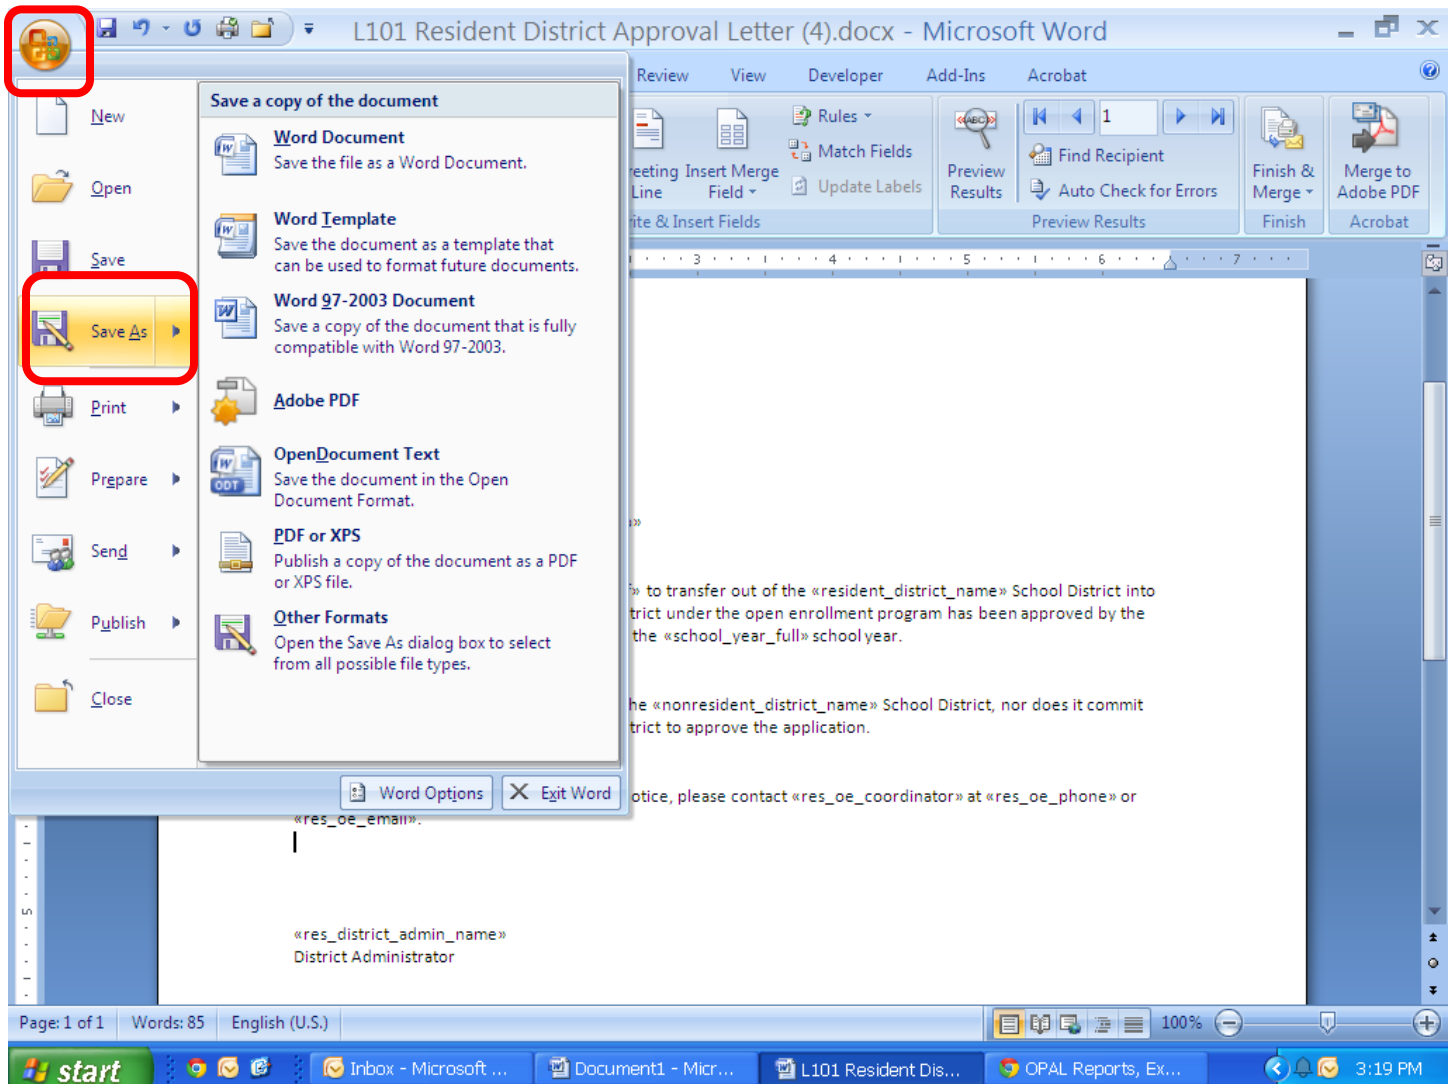 L101 Resident District Approval Letter (4).docx - Microsoft Word
Review View Developer Add-Ins Acrobat
New
Open
Save
Save As
Print
Prepare
Send
Publish
Close
Save a copy of the document
Word Document
Save the file as a Word Document.
Word Template
Save the document as a template that
can be used to format future documents.
Word 97-2003 Document
Save a copy of the document that is fully
compatible with Word 97-2003.
Adobe PDF
OpenDocument Text
Save the document in the Open
Document Format.
PDF or XPS
Publish a copy of the document as a PDF
or XPS file.
Other Formats
Open the Save As dialog box to select
from all possible file types.
Word Options
Exit Word
reeting
Line
Insert Merge
Field
Rules
Match Fields
Update Labels
ite & Insert Fields
«ABC»
Preview
Results
1
Find Recipient
Auto Check for Errors
Preview Results
Finish &
Merge
Finish
Merge to
Adobe PDF
Acrobat
3 4 5 6 7
» to transfer out of the «resident_district_name» School District into
trict under the open enrollment program has been approved by the
the «school_year_full» school year.
he «nonresident_district_name» School District, nor does it commit
trict to approve the application.
otice, please contact «res_oe_coordinator» at «res_oe_phone» or
«res_oe_email».
5
«res_district_admin_name»
District Administrator
Page: 1 of 1 Words: 85 English (U.S.) 100%
start Inbox - Microsoft ... Document1 - Micr... L101 Resident Dis... OPAL Reports, Ex... 3:19 PM